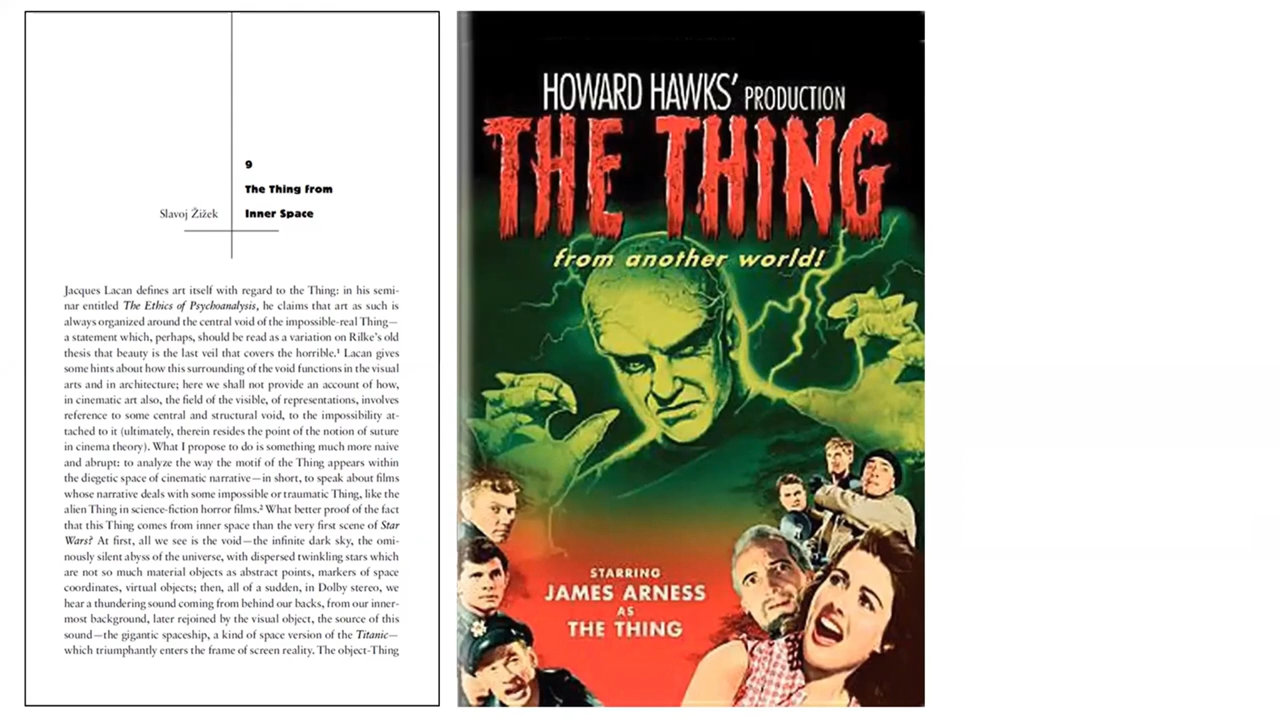 9
The Thing from
Slavoj Žižek
Inner Space
Jacques Lacan defines art itself with regard to the Thing: in his semi-
nar entitled The Ethics of Psychoanalysis, he claims that art as such is
always organized around the central void of the impossible-real Thing—
a statement which, perhaps, should be read as a variation on Rilke's old
thesis that beauty is the last veil that covers the horrible.¹ Lacan gives
some hints about how this surrounding of the void functions in the visual
arts and in architecture; here we shall not provide an account of how,
in cinematic art also, the field of the visible, of representations, involves
reference to some central and structural void, to the impossibility at-
tached to it (ultimately, therein resides the point of the notion of suture
in cinema theory). What I propose to do is something much more naive
and abrupt: to analyze the way the motif of the Thing appears within
the diegetic space of cinematic narrative—in short, to speak about films
whose narrative deals with some impossible or traumatic Thing, like the
alien Thing in science-fiction horror films.² What better proof of the fact
that this Thing comes from inner space than the very first scene of Star
Wars? At first, all we see is the void—the infinite dark sky, the omi-
nously silent abyss of the universe, with dispersed twinkling stars which
are not so much material objects as abstract points, markers of space
coordinates, virtual objects; then, all of a sudden, in Dolby stereo, we
hear a thundering sound coming from behind our backs, from our inner-
most background, later rejoined by the visual object, the source of this
sound—the gigantic spaceship, a kind of space version of the Titanic—
which triumphantly enters the frame of screen reality. The object-Thing
HOWARD HAWKS' PRODUCTION
THE THING
from another world!
STARRING
JAMES ARNESS
AS
THE THING